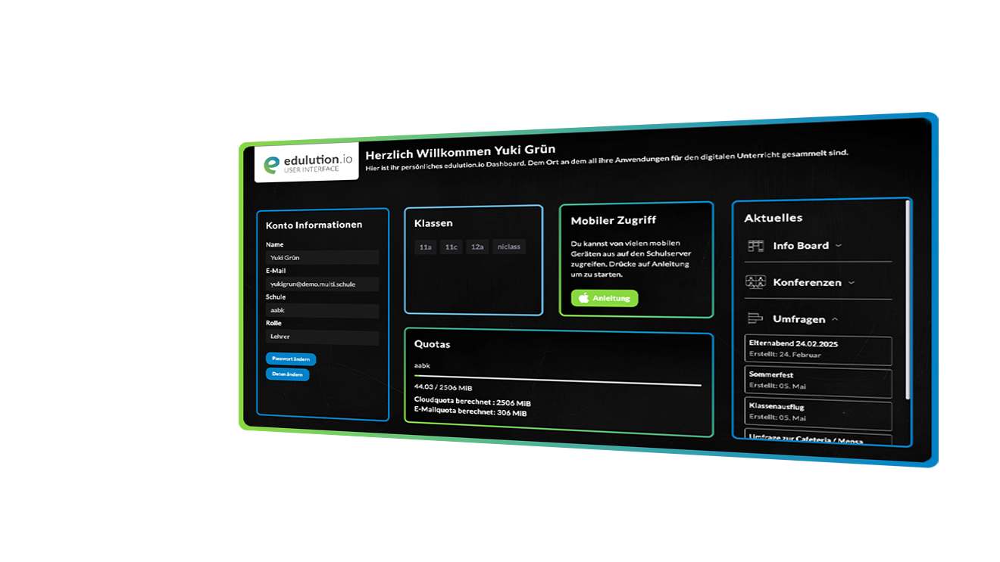 edulution.io
USER INTERFACE
Herzlich Willkommen Yuki Grün
Hier ist ihr persönliches edulution.io Dashboard. Dem Ort an dem all ihre Anwendungen für den digitalen Unterricht gesammelt sind.
Konto Informationen
Name
Yuki Grün
E-Mail
yukigrun@demo.multi.schule
Schule
aabk
Rolle
Lehrer
Passwort ändern
Daten ändern
Klassen
11a 11c 12a niclass
Mobiler Zugriff
Du kannst von vielen mobilen
Geräten aus auf den Schulserver
zugreifen. Drücke auf Anleitung
um zu starten.
Anleitung
Quotas
aabk
44.03 / 2506 MiB
Cloudquota berechnet : 2506 MiB
E-Mailquota berechnet: 306 MiB
Aktuelles
Info Board
Konferenzen
Umfragen
Elternabend 24.02.2025
Erstellt: 24. Februar
Sommerfest
Erstellt: 05. Mai
Klassenausflug
Erstellt: 05. Mai
Umfrage zur Cafeteria / Mensa